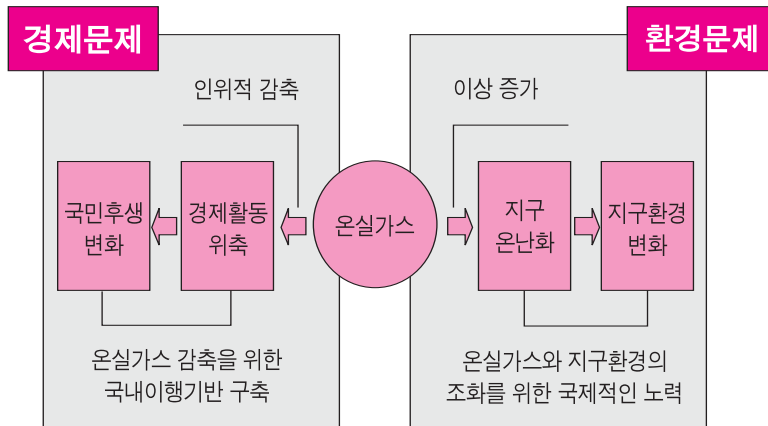 경제문제
환경문제
인위적 감축
이상 증가
국민후생
변화
경제활동
위축
온실가스
지구
온난화
지구환경
변화
온실가스 감축을 위한
국내이행기반 구축
온실가스와 지구환경의
조화를 위한 국제적인 노력